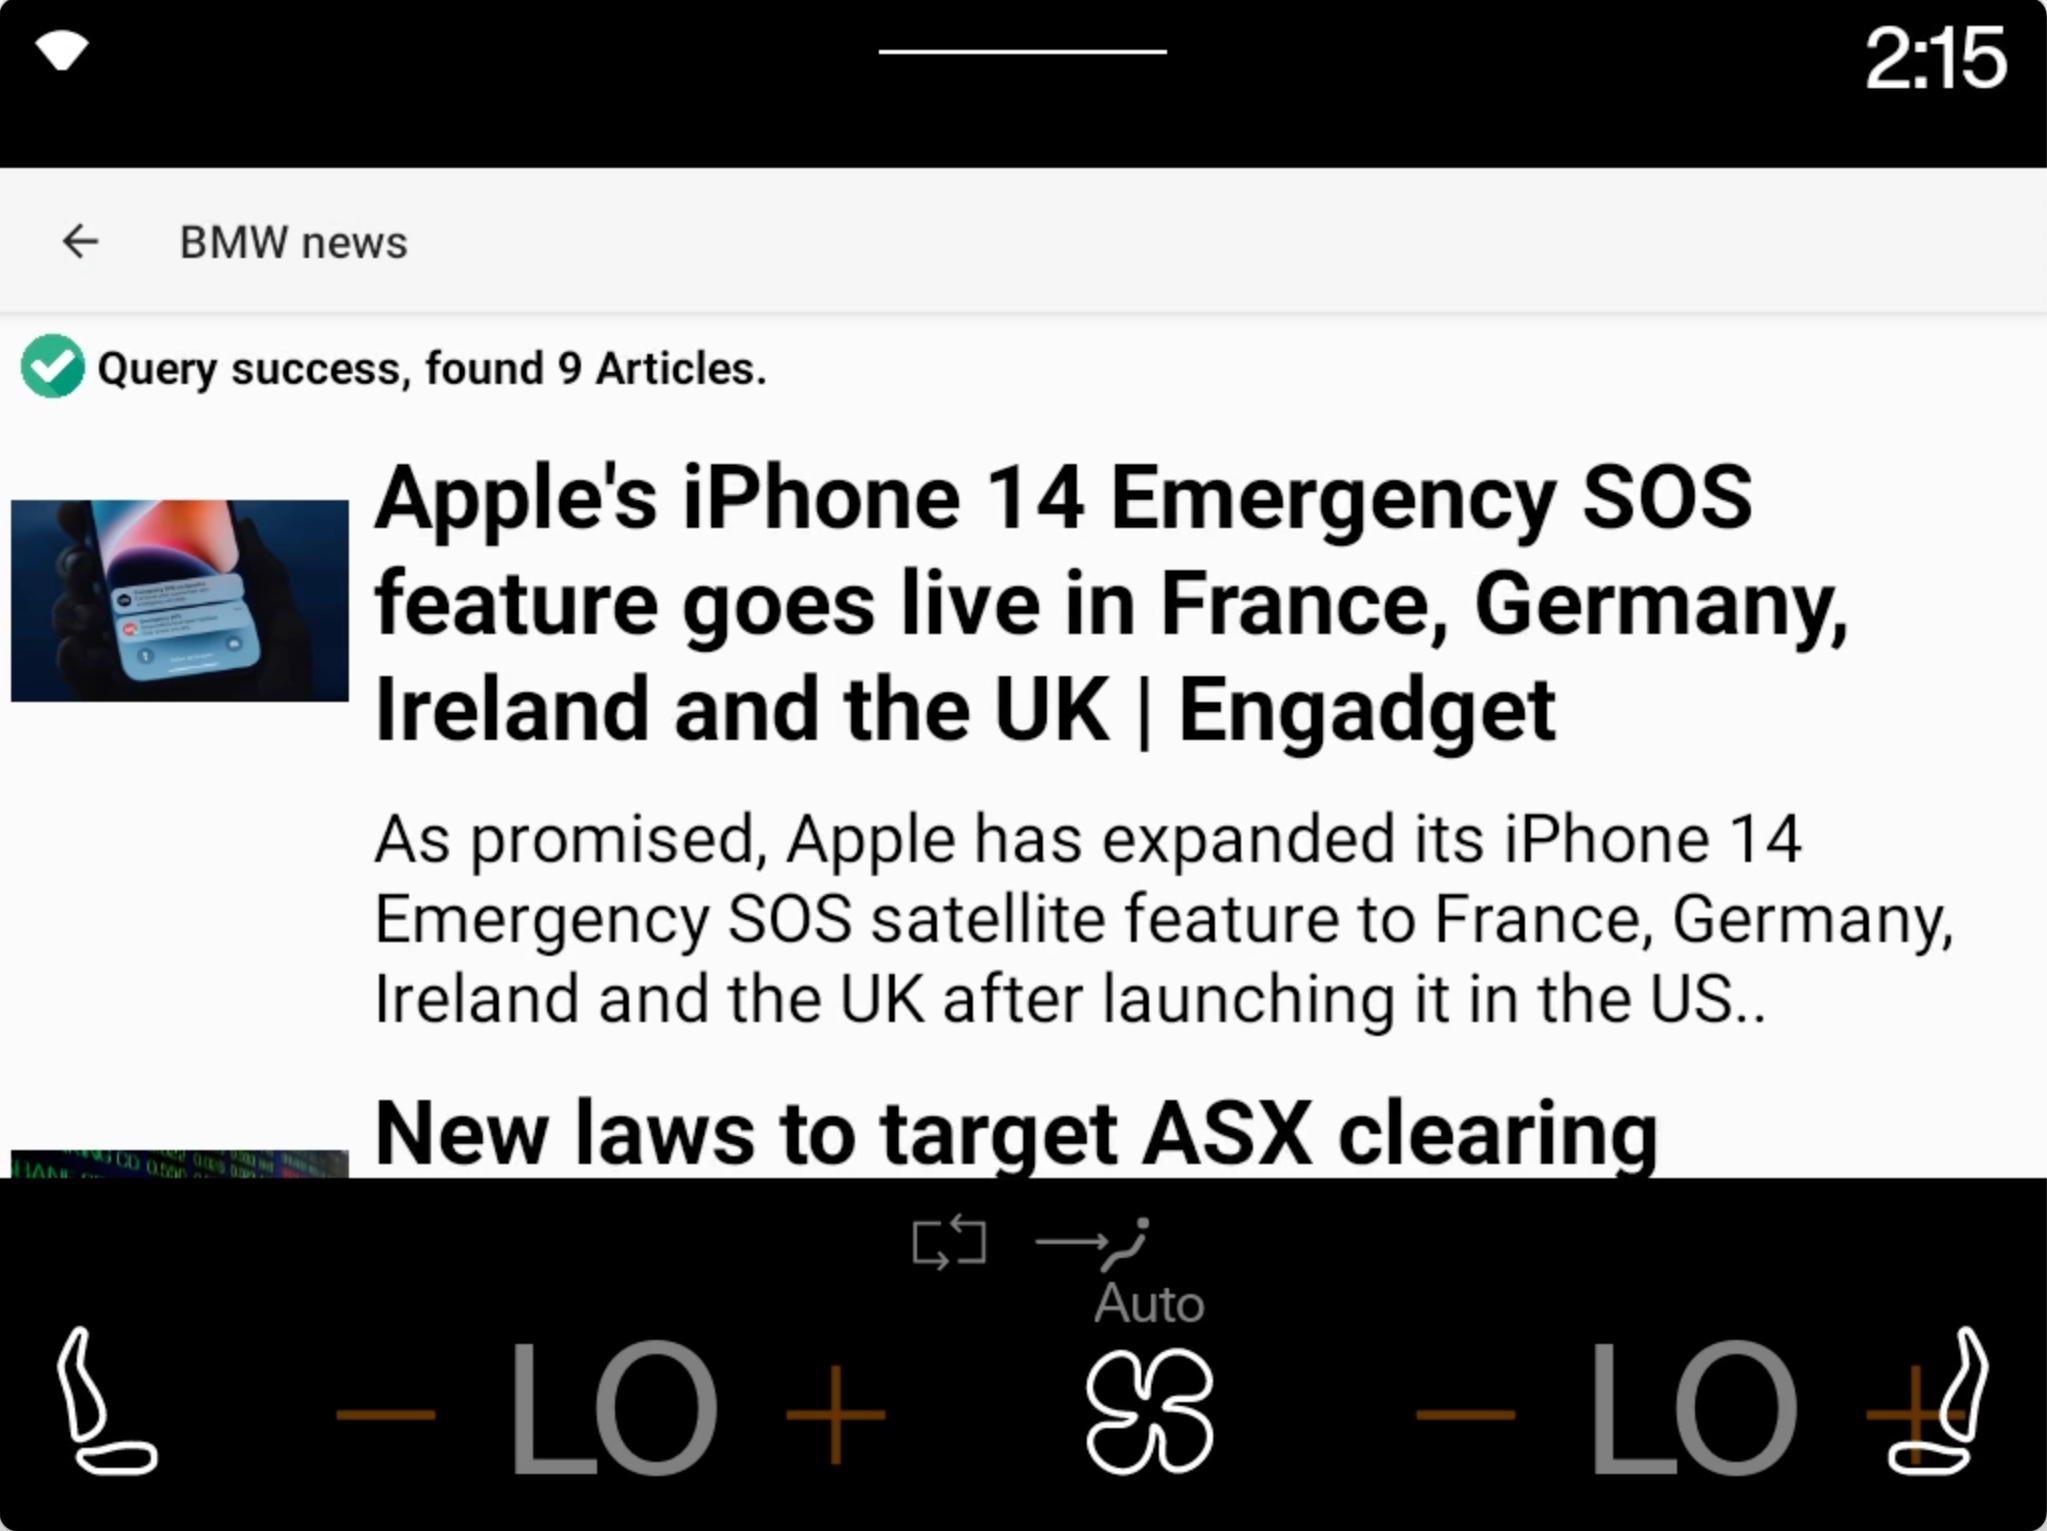 2:15
BMW news
Query success, found 9 Articles.
Apple's iPhone 14 Emergency SOS
feature goes live in France, Germany,
Ireland and the UK | Engadget
As promised, Apple has expanded its iPhone 14
Emergency SOS satellite feature to France, Germany,
Ireland and the UK after launching it in the US..
New laws to target ASX clearing
Auto
LO
LO